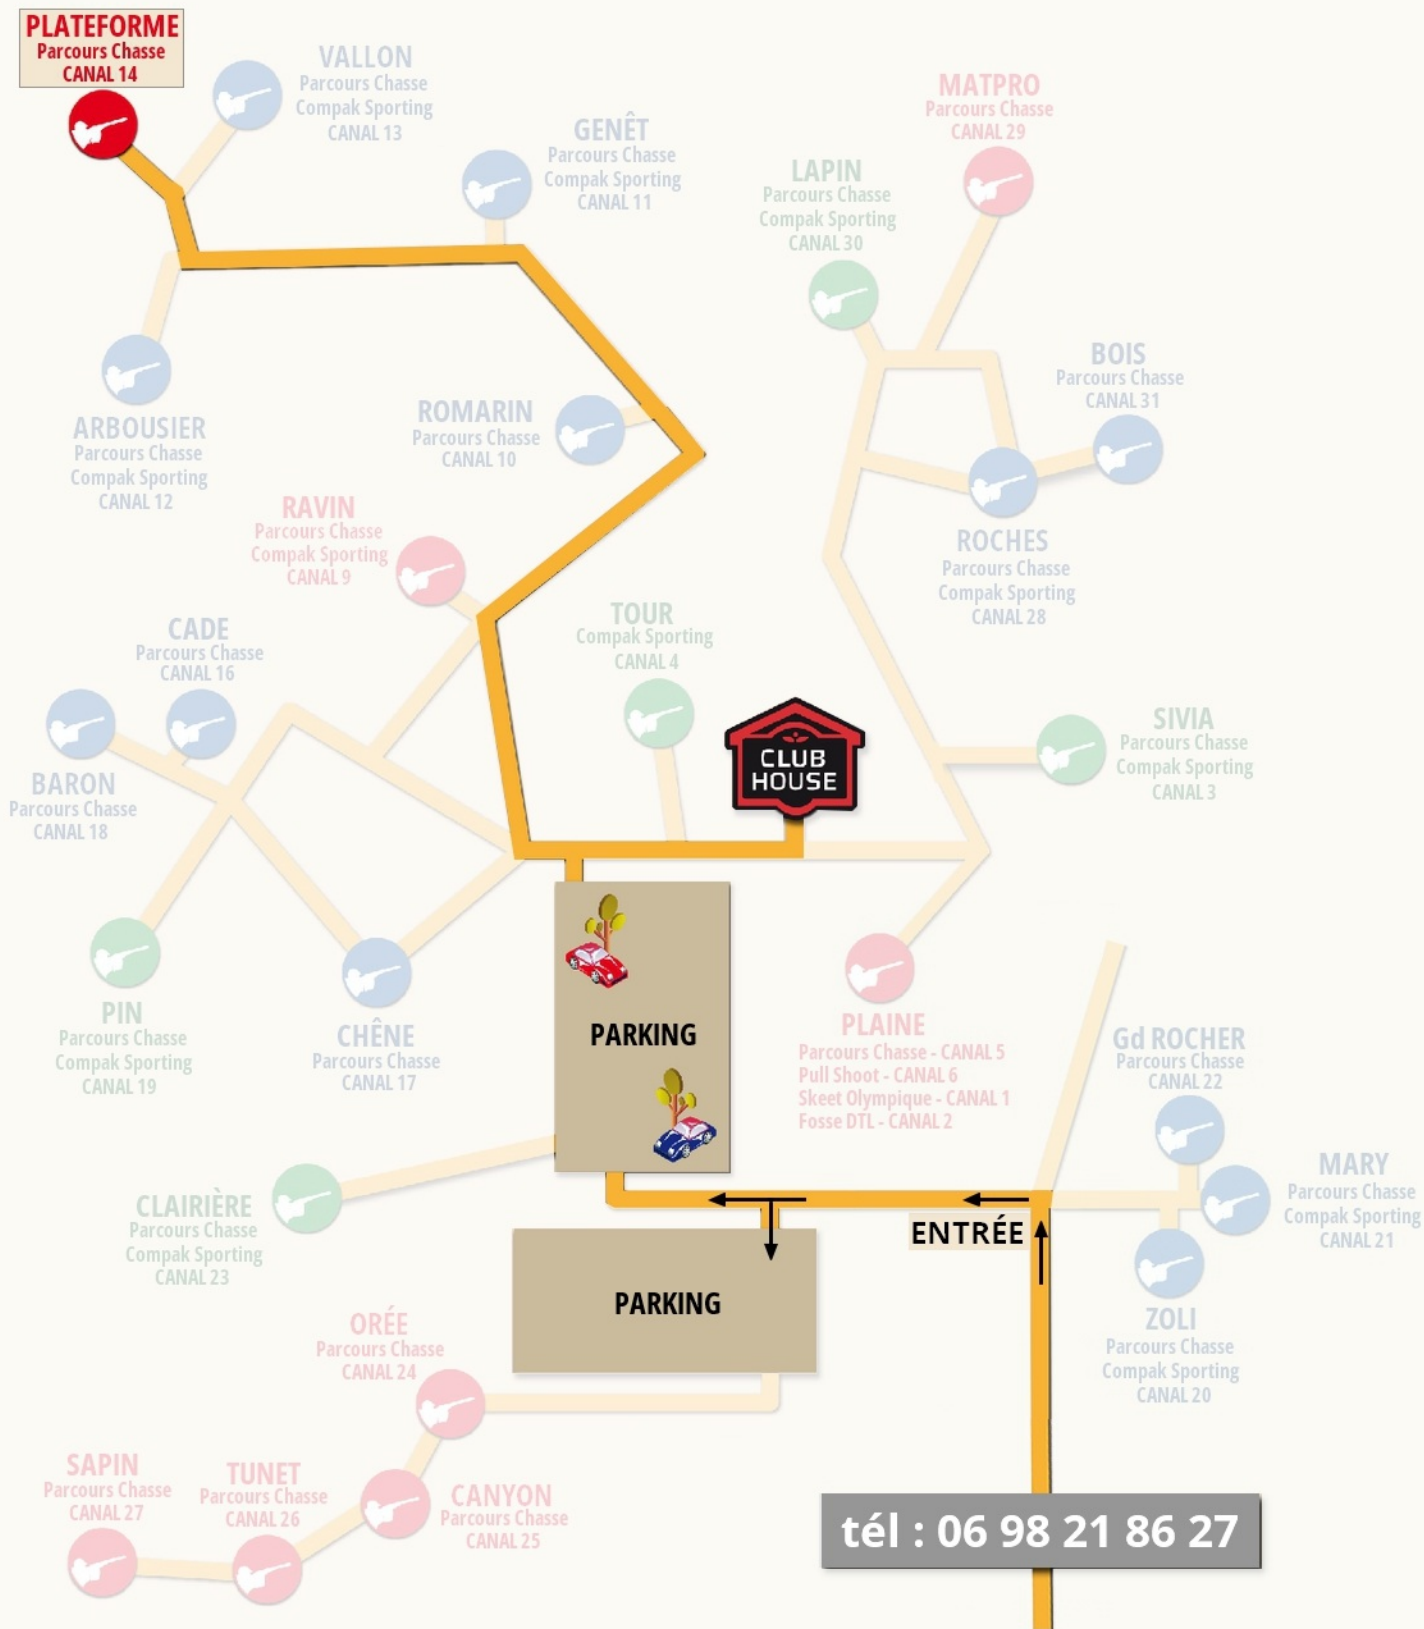 PLATEFORME
Parcours Chasse
CANAL 14
VALLON
Parcours Chasse
Compak Sporting
CANAL 13
GENÊT
Parcours Chasse
Compak Sporting
CANAL 11
MATPRO
Parcours Chasse
CANAL 29
LAPIN
Parcours Chasse
Compak Sporting
CANAL 30
BOIS
Parcours Chasse
CANAL 31
ROMARIN
Parcours Chasse
CANAL 10
ARBOUSIER
Parcours Chasse
Compak Sporting
CANAL 12
RAVIN
Parcours Chasse
Compak Sporting
CANAL 9
ROCHES
Parcours Chasse
Compak Sporting
CANAL 28
TOUR
Compak Sporting
CANAL 4
CADE
Parcours Chasse
CANAL 16
SIVIA
Parcours Chasse
Compak Sporting
CANAL 3
CLUB
HOUSE
BARON
Parcours Chasse
CANAL 18
PIN
Parcours Chasse
Compak Sporting
CANAL 19
CHÊNE
Parcours Chasse
CANAL 17
PARKING
PLAINE
Parcours Chasse - CANAL 5
Pull Shoot - CANAL 6
Skeet Olympique - CANAL 1
Fosse DTL - CANAL 2
Gd ROCHER
Parcours Chasse
CANAL 22
MARY
Parcours Chasse
Compak Sporting
CANAL 21
CLAIRIÈRE
Parcours Chasse
Compak Sporting
CANAL 23
ENTRÉE
PARKING
ZOLI
Parcours Chasse
Compak Sporting
CANAL 20
ORÉE
Parcours Chasse
CANAL 24
SAPIN
Parcours Chasse
CANAL 27
TUNET
Parcours Chasse
CANAL 26
CANYON
Parcours Chasse
CANAL 25
tél : 06 98 21 86 27